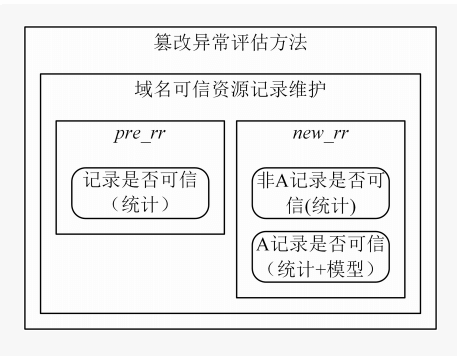 篡改异常评估方法
域名可信资源记录维护
pre_rr
记录是否可信
（统计）
new_rr
非A记录是否可
信(统计)
A记录是否可信
（统计+模型）